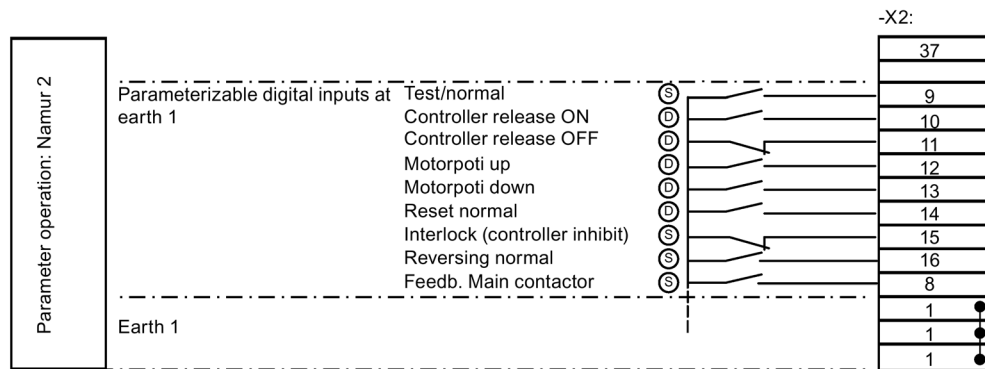 -X2:
37
Parameter operation: Namur 2
Parameterizable digital inputs at
earth 1
Test/normal S 9
Controller release ON D 10
Controller release OFF D 11
Motorpoti up D 12
Motorpoti down D 13
Reset normal D 14
Interlock (controller inhibit) S 15
Reversing normal S 16
Feedb. Main contactor S 8
Earth 1
1
1
1